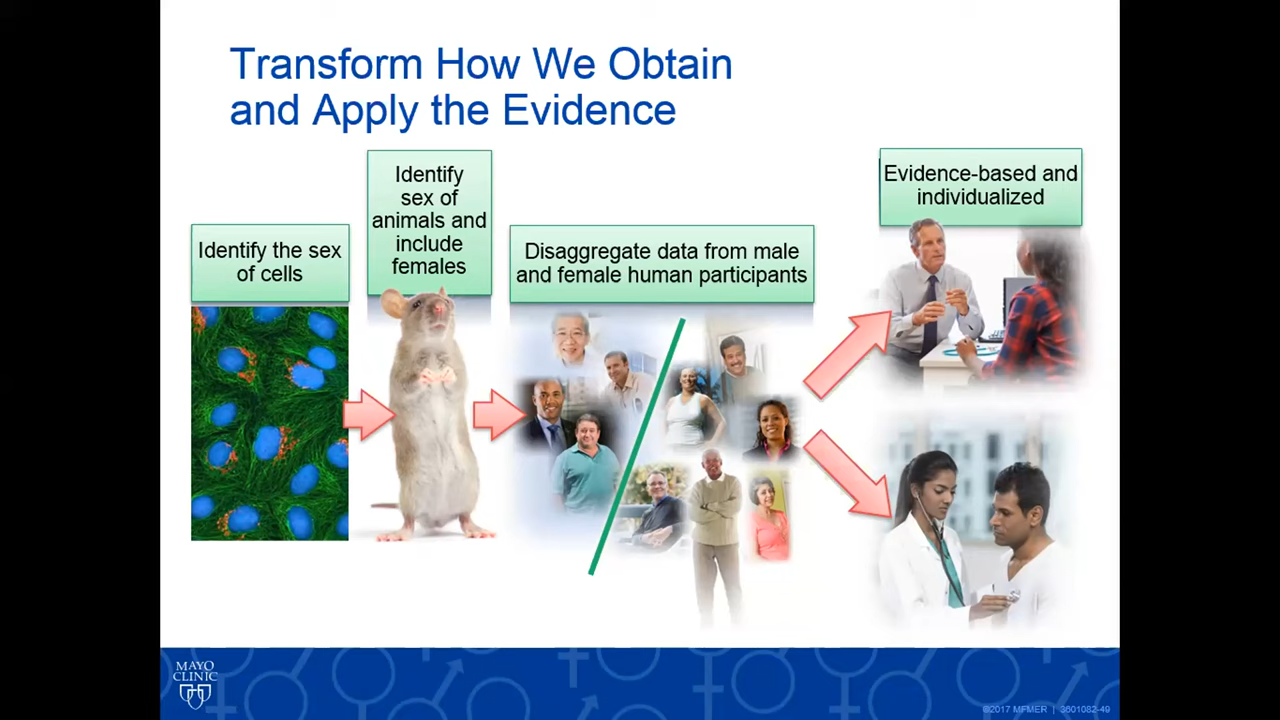 Transform How We Obtain
and Apply the Evidence
Identify the sex
of cells
Identify
sex of
animals and
include
females
Disaggregate data from male
and female human participants
Evidence-based and
individualized
MAYO
CLINIC
©2017 MFMER | 3601082-49